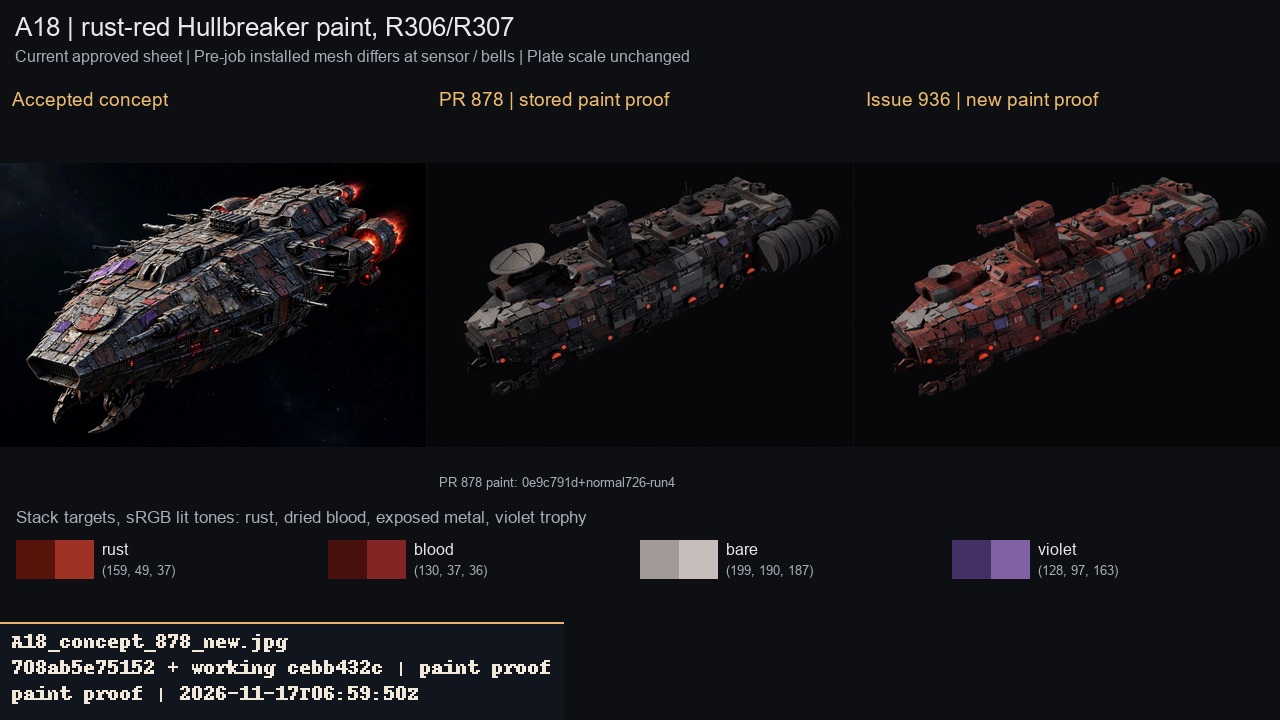 A18 | rust-red Hullbreaker paint, R306/R307
Current approved sheet | Pre-job installed mesh differs at sensor / bells | Plate scale unchanged
Accepted concept
PR 878 | stored paint proof
Issue 936 | new paint proof
PR 878 paint: 0e9c791d+normal726-run4
Stack targets, sRGB lit tones: rust, dried blood, exposed metal, violet trophy
rust
(159, 49, 37)
blood
(130, 37, 36)
bare
(199, 190, 187)
violet
(128, 97, 163)
A18_concept_878_new.jpg
708ab5e75152 + working cebb432c | paint proof
paint proof | 2026-11-17T06:59:50Z